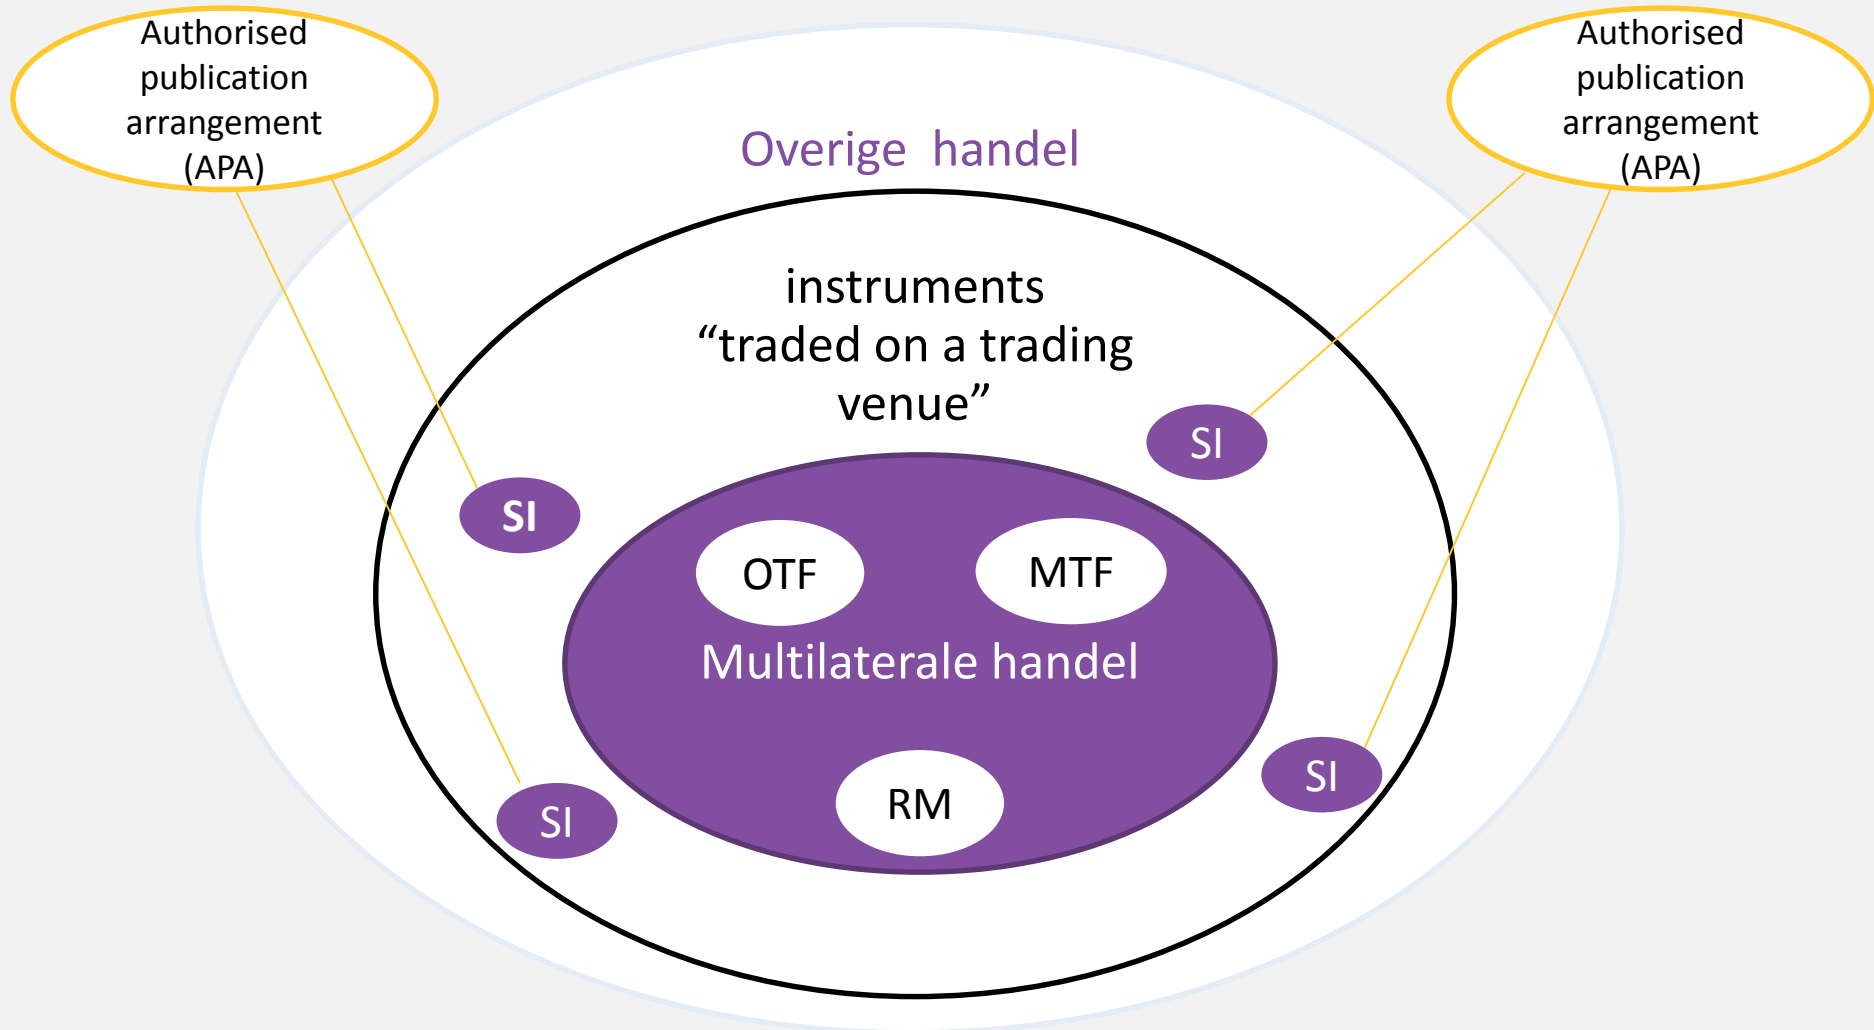 Authorised
publication
arrangement
(APA)
Authorised
publication
arrangement
(APA)
Overige  handel
instruments
“traded on a trading
venue”
SI
SI
OTF
MTF
Multilaterale handel
SI
RM
SI